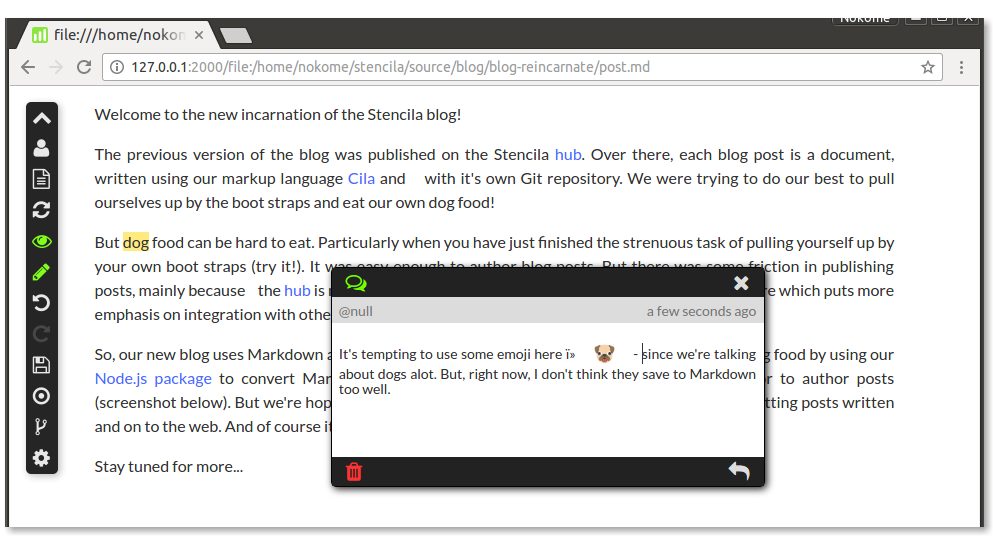 Nokome
file:///home/nokom
127.0.0.1:2000/file:/home/nokome/stencila/source/blog/blog-reincarnate/post.md
Welcome to the new incarnation of the Stencila blog!
The previous version of the blog was published on the Stencila hub. Over there, each blog post is a document,
written using our markup language Cila and with it's own Git repository. We were trying to do our best to pull
ourselves up by the boot straps and eat our own dog food!
But dog food can be hard to eat. Particularly when you have just finished the strenuous task of pulling yourself up by
your own boot straps (try it!). It was easy enough to author blog posts. But there was some friction in publishing
posts, mainly because the hub is re which puts more
emphasis on integration with othe
So, our new blog uses Markdown a g food by using our
Node.js package to convert Mar r to author posts
(screenshot below). But we're hop tting posts written
and on to the web. And of course it
Stay tuned for more...
@null a few seconds ago
It's tempting to use some emoji here ï» 🐶 - since we're talking
about dogs alot. But, right now, I don't think they save to Markdown
too well.